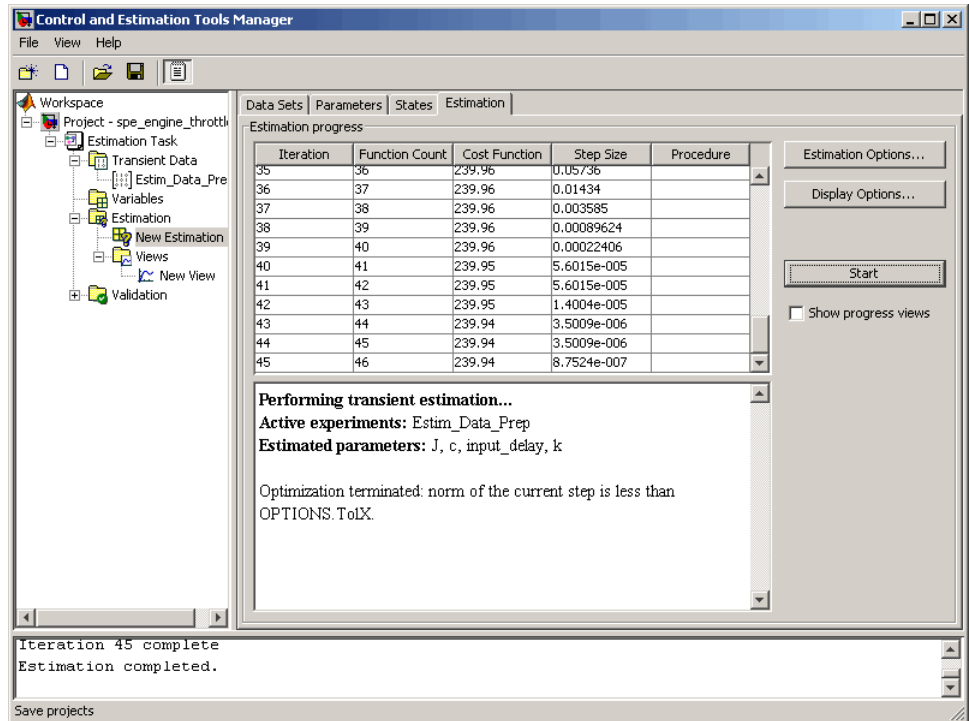 Control and Estimation Tools Manager
File View Help
Workspace
Project - spe_engine_throttl
Estimation Task
Transient Data
Estim_Data_Pre
Variables
Estimation
New Estimation
Views
New View
Validation
Data Sets Parameters States Estimation
Estimation progress
Iteration Function Count Cost Function Step Size Procedure
35 36 239.96 0.05736
36 37 239.96 0.01434
37 38 239.96 0.003585
38 39 239.96 0.00089624
39 40 239.96 0.00022406
40 41 239.95 5.6015e-005
41 42 239.95 5.6015e-005
42 43 239.95 1.4004e-005
43 44 239.94 3.5009e-006
44 45 239.94 3.5009e-006
45 46 239.94 8.7524e-007
Estimation Options...
Display Options...
Start
Show progress views
Performing transient estimation...
Active experiments: Estim_Data_Prep
Estimated parameters: J, c, input_delay, k
Optimization terminated: norm of the current step is less than
OPTIONS.TolX.
Iteration 45 complete
Estimation completed.
Save projects